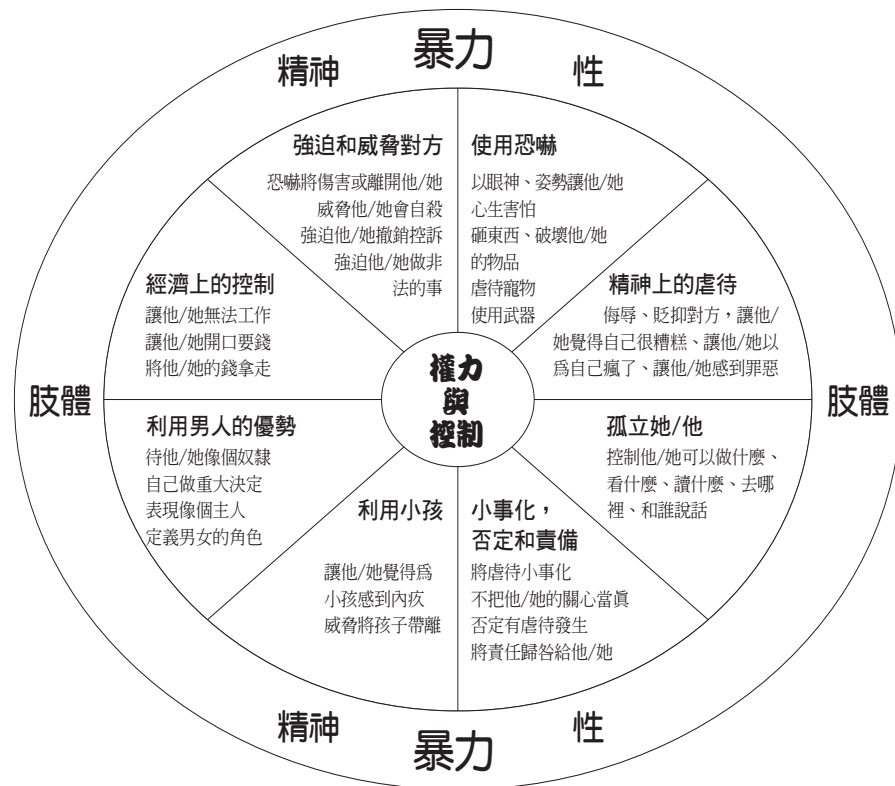 暴力
精神
性
強迫和威脅對方
恐嚇將傷害或離開他/她
威脅他/她會自殺
強迫他/她撤銷控訴
強迫他/她做非
法的事
使用恐嚇
以眼神、姿勢讓他/她
心生害怕
砸東西、破壞他/她
的物品
虐待寵物
使用武器
經濟上的控制
讓他/她無法工作
讓他/她開口要錢
將他/她的錢拿走
精神上的虐待
侮辱、貶抑對方，讓他/
她覺得自己很糟糕、讓他/她以
爲自己瘋了、讓他/她感到罪惡
權力
與
控制
肢體
肢體
利用男人的優勢
待他/她像個奴隸
自己做重大決定
表現像個主人
定義男女的角色
孤立她/他
控制他/她可以做什麼、
看什麼、讀什麼、去哪
裡、和誰說話
利用小孩
讓他/她覺得爲
小孩感到內疚
威脅將孩子帶離
小事化，
否定和責備
將虐待小事化
不把他/她的關心當眞
否定有虐待發生
將責任歸咎給他/她
精神
暴力
性